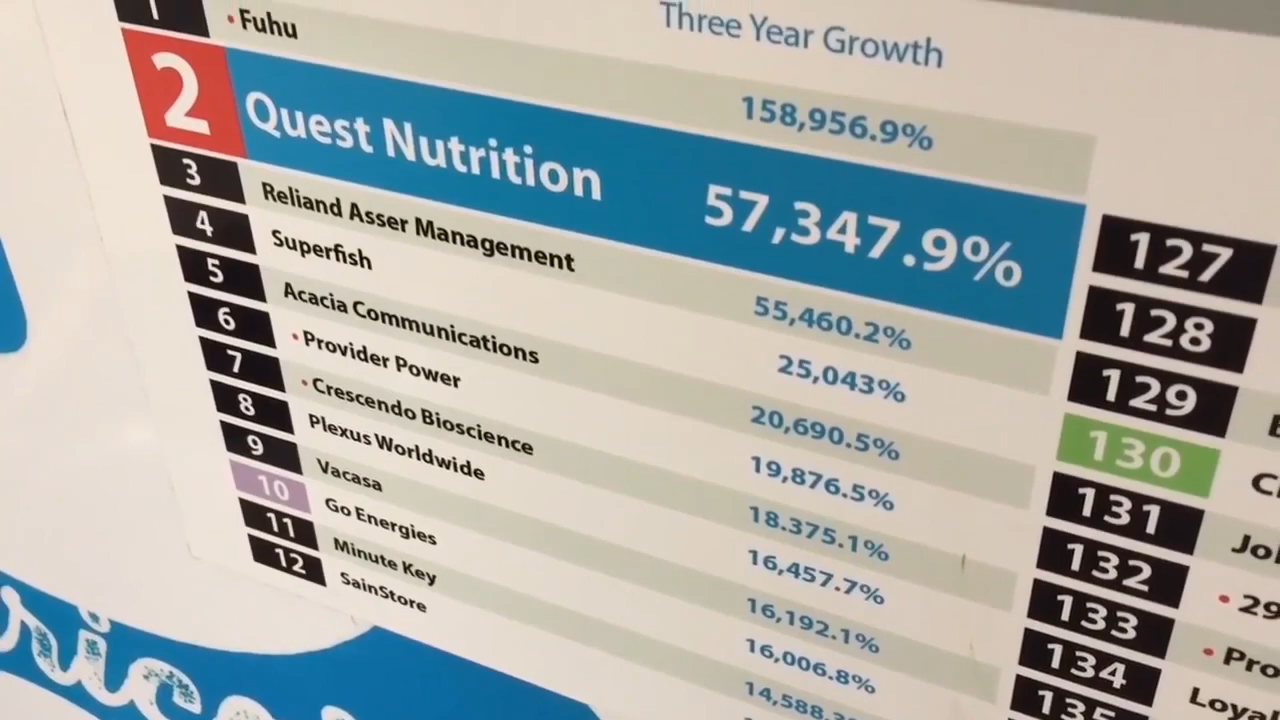 Three Year Growth
1 • Fuhu 158,956.9%
2 Quest Nutrition 57,347.9%
3 Reliand Asser Management 55,460.2%
4 Superfish 25,043%
5 Acacia Communications 20,690.5%
6 • Provider Power 19,876.5%
7 • Crescendo Bioscience 18.375.1%
8 Plexus Worldwide 16,457.7%
9 Vacasa 16,192.1%
10 Go Energies 16,006.8%
11 Minute Key
12 SainStore
127
128
129
130
131
132
133
134
135